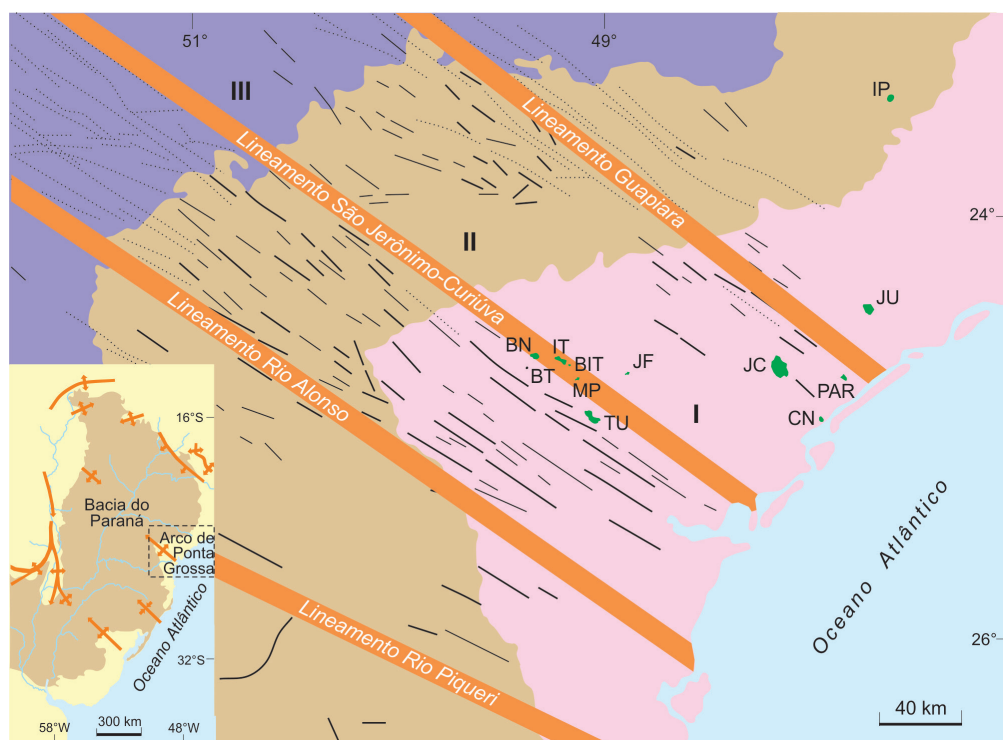 51°
49°
III
IP
Lineamento Guapiara
Lineamento São Jerônimo-Curiúva
24°
II
Lineamento Rio Alonso
JU
BN
IT
BIT
JF
JC
BT
MP
PAR
I
CN
TU
16°S
Bacia do
Paraná
Arco de
Ponta
Grossa
Oceano Atlântico
Oceano Atlântico
Lineamento Rio Piqueri
26°
32°S
300 km
58°W
48°W
40 km